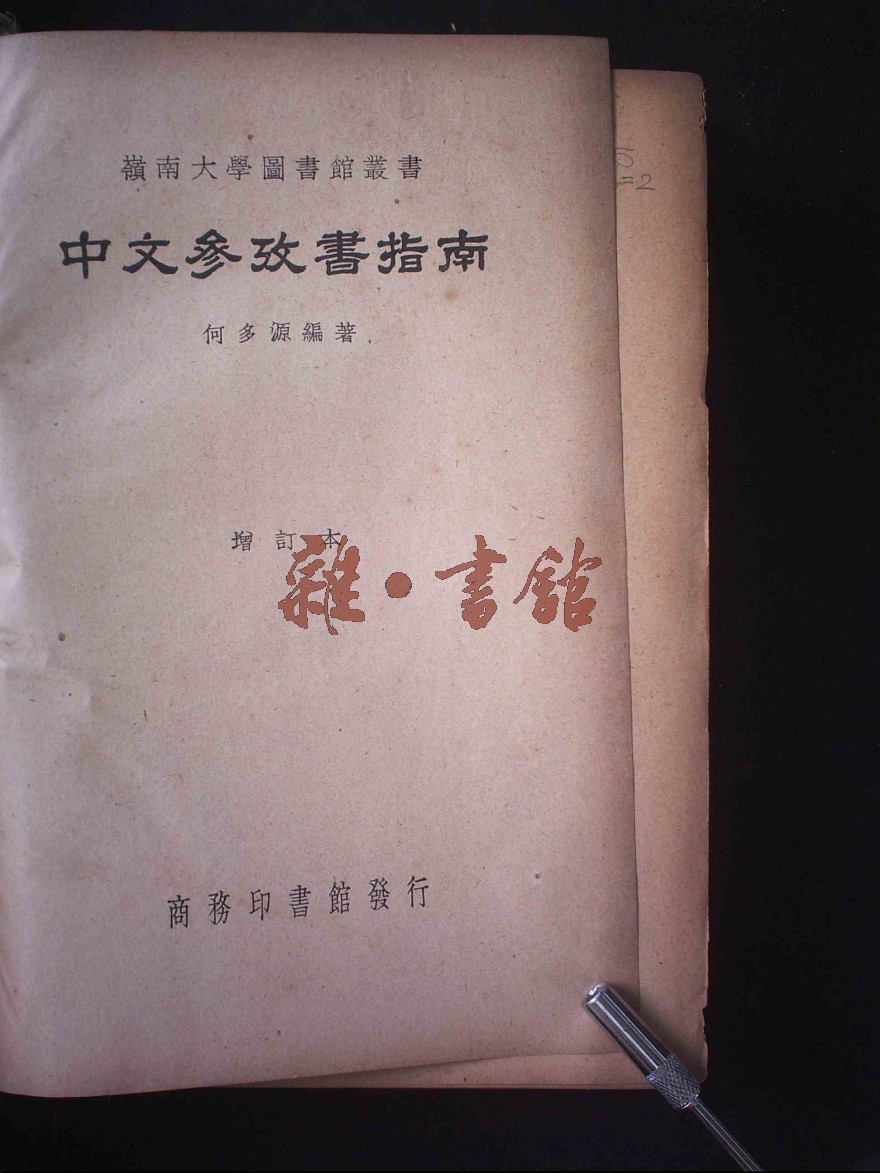 嶺南大學圖書館叢書
中文參攷書指南
何多源編著
增訂本
雜•書館
商務印書館發行
=2